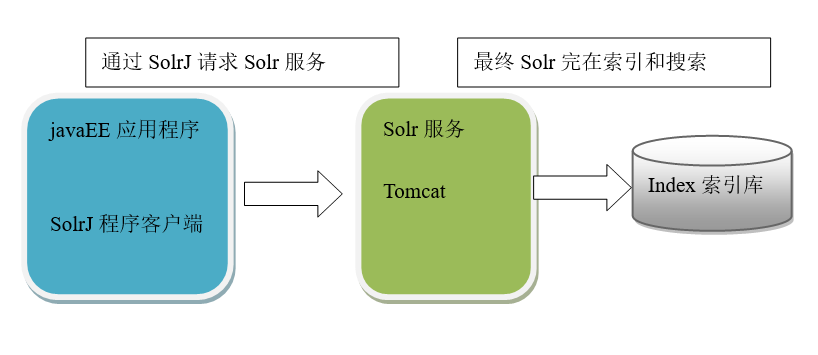 通过 SolrJ 请求 Solr 服务
最终 Solr 完在索引和搜索
javaEE 应用程序
SolrJ 程序客户端
Solr 服务
Tomcat
Index 索引库